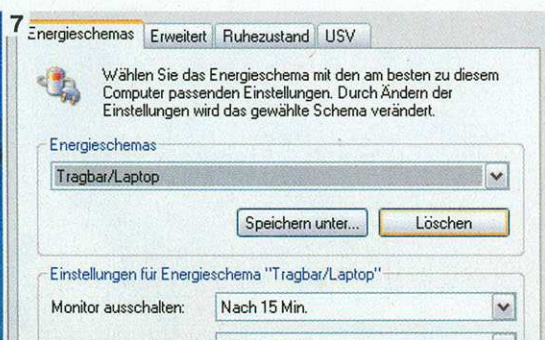 7
Energieschemas Erweitert Ruhezustand USV
Wählen Sie das Energieschema mit den am besten zu diesem
Computer passenden Einstellungen. Durch Ändern der
Einstellungen wird das gewählte Schema verändert.
Energieschemas
Tragbar/Laptop
Speichern unter... Löschen
Einstellungen für Energieschema "Tragbar/Laptop"
Monitor ausschalten: Nach 15 Min.